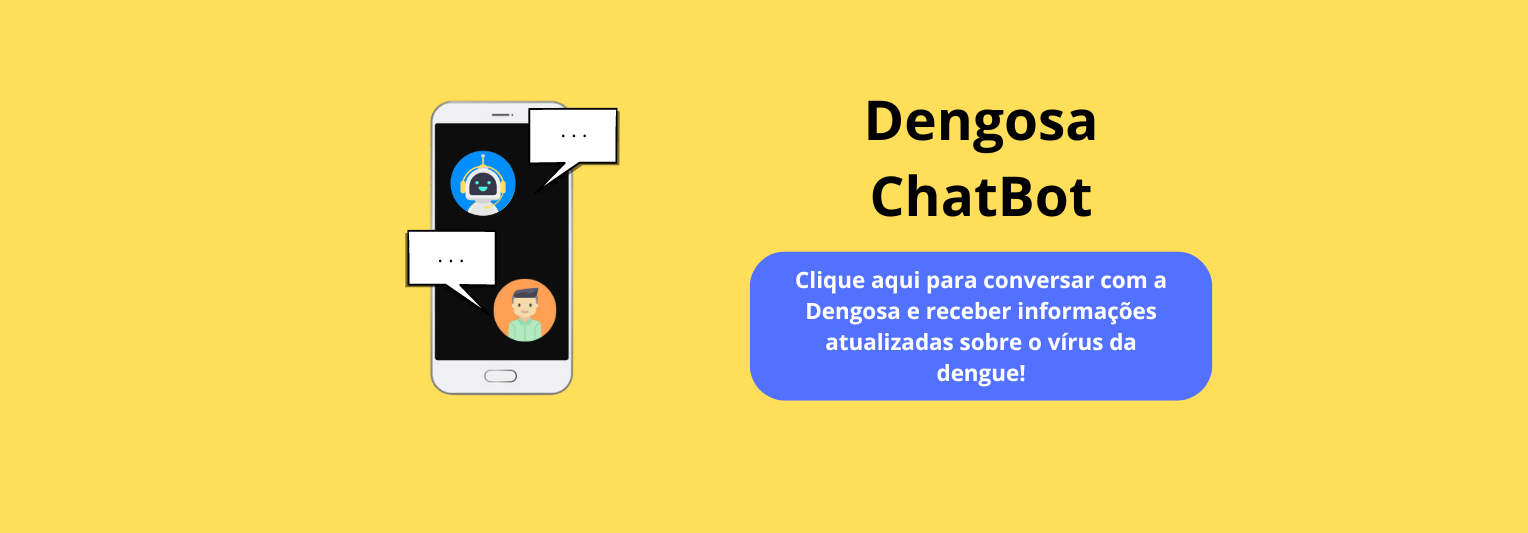 . . .
. . .
Dengosa
ChatBot
Clique aqui para conversar com a
Dengosa e receber informações
atualizadas sobre o vírus da
dengue!